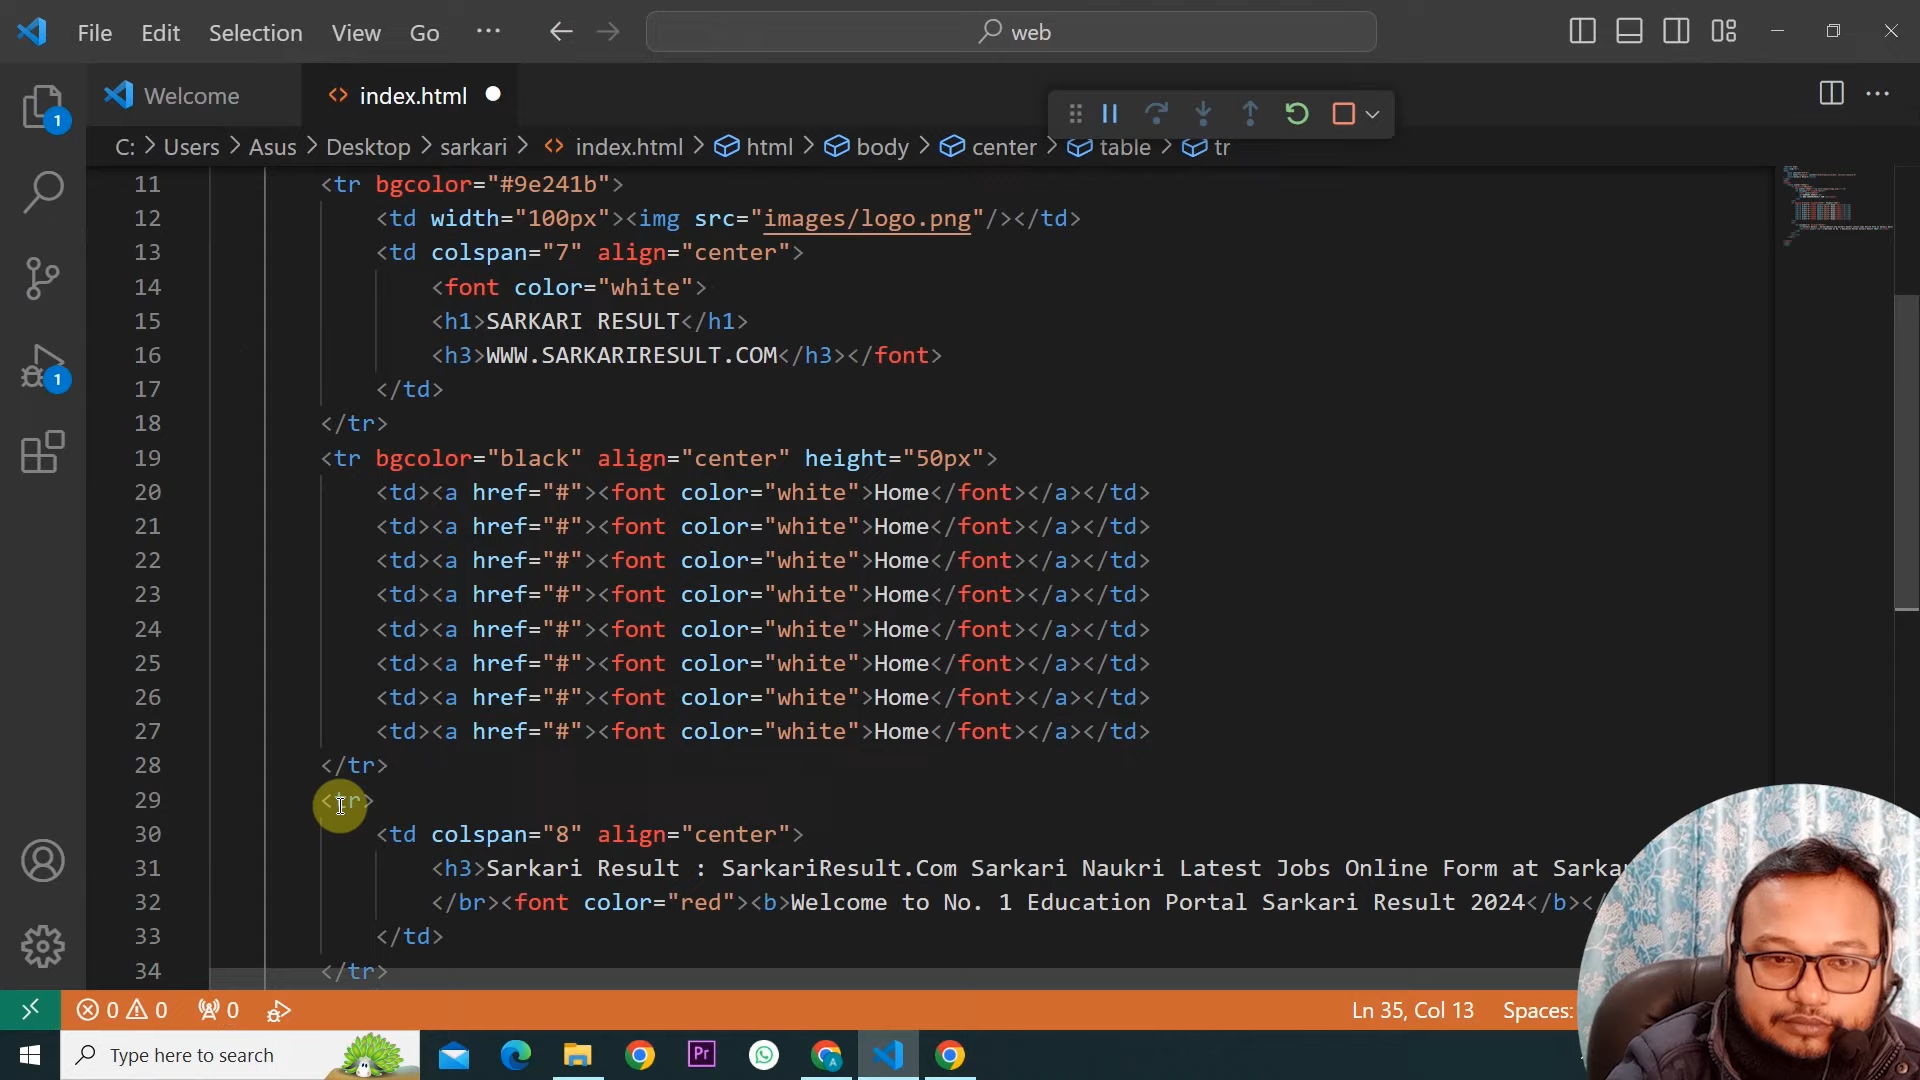 File Edit Selection View Go ··· web
Welcome index.html
C: > Users > Asus > Desktop > sarkari > index.html > html > body > center > table > tr
11 <tr bgcolor="#9e241b">
12 <td width="100px"><img src="images/logo.png"/></td>
13 <td colspan="7" align="center">
14 <font color="white">
15 <h1>SARKARI RESULT</h1>
16 <h3>WWW.SARKARIRESULT.COM</h3></font>
17 </td>
18 </tr>
19 <tr bgcolor="black" align="center" height="50px">
20 <td><a href="#"><font color="white">Home</font></a></td>
21 <td><a href="#"><font color="white">Home</font></a></td>
22 <td><a href="#"><font color="white">Home</font></a></td>
23 <td><a href="#"><font color="white">Home</font></a></td>
24 <td><a href="#"><font color="white">Home</font></a></td>
25 <td><a href="#"><font color="white">Home</font></a></td>
26 <td><a href="#"><font color="white">Home</font></a></td>
27 <td><a href="#"><font color="white">Home</font></a></td>
28 </tr>
29 <tr>
30 <td colspan="8" align="center">
31 <h3>Sarkari Result : SarkariResult.Com Sarkari Naukri Latest Jobs Online Form at
32 </br><font color="red"><b>Welcome to No. 1 Education Portal Sarkari Result 2024</b><
33 </td>
34 </tr>
1
1
0 0 0 Ln 35, Col 13 Spaces:
Type here to search Pr A